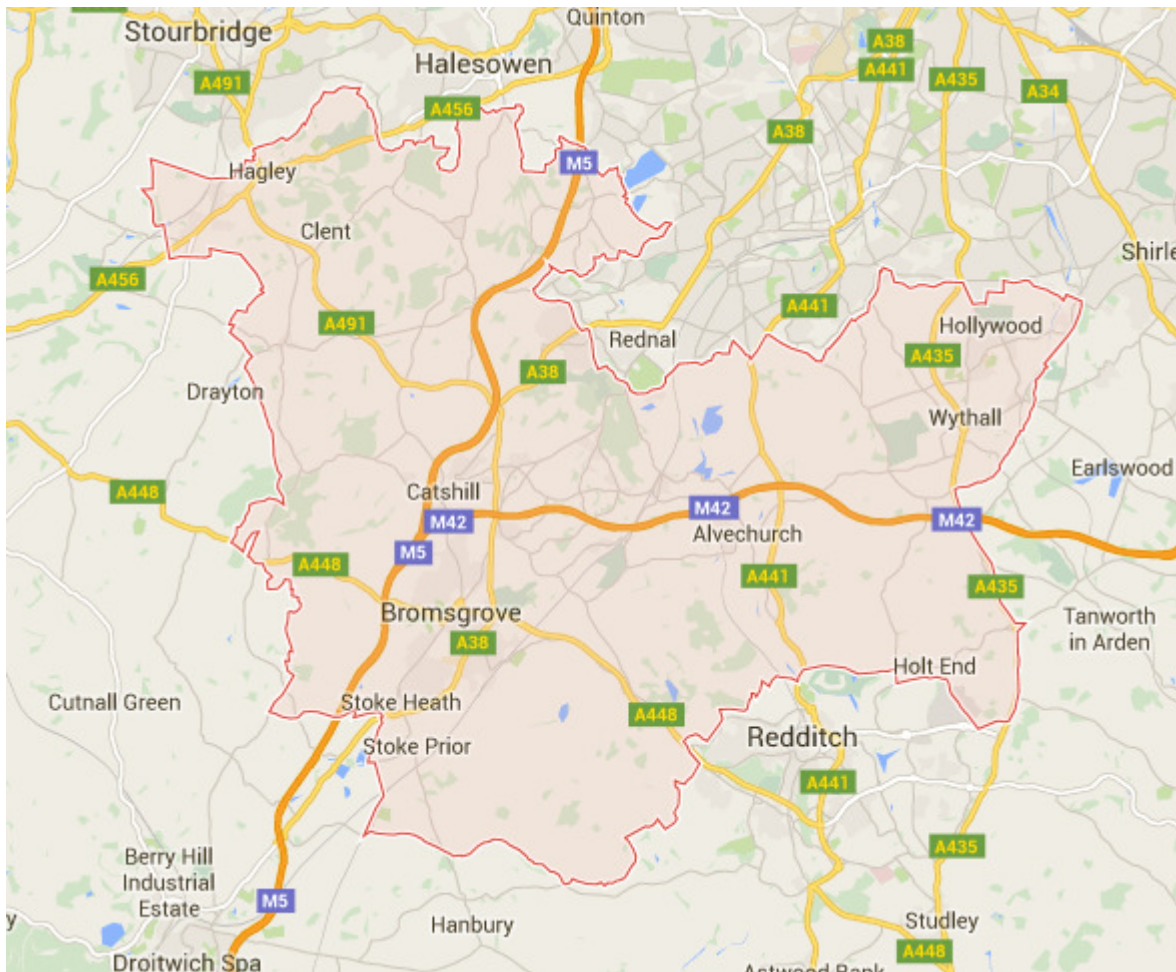 Quinton
Stourbridge
A38
Halesowen
A441
A435
A491
A34
A456
A38
M5
Hagley
Clent
Shirle
A456
A441
A491
Hollywood
Rednal
A435
A38
Drayton
Wythall
Earlswood
A448
Catshill
M42
M42
M42
Alvechurch
M5
A448
A441
A435
Bromsgrove
Tanworth
in Arden
A38
Holt End
Cutnall Green
Stoke Heath
A448
Redditch
Stoke Prior
A441
A435
Berry Hill
Industrial
Estate
M5
y
Hanbury
Studley
A448
Droitwich Spa
Astwood Bank